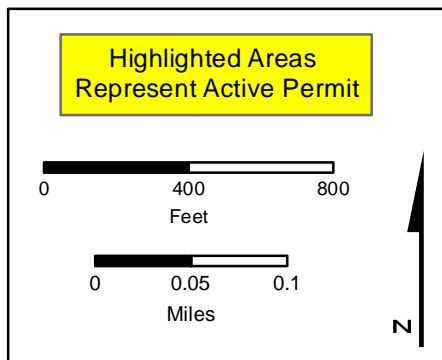 Highlighted Areas
Represent Active Permit
0 400 800
Feet
0 0.05 0.1
Miles
N